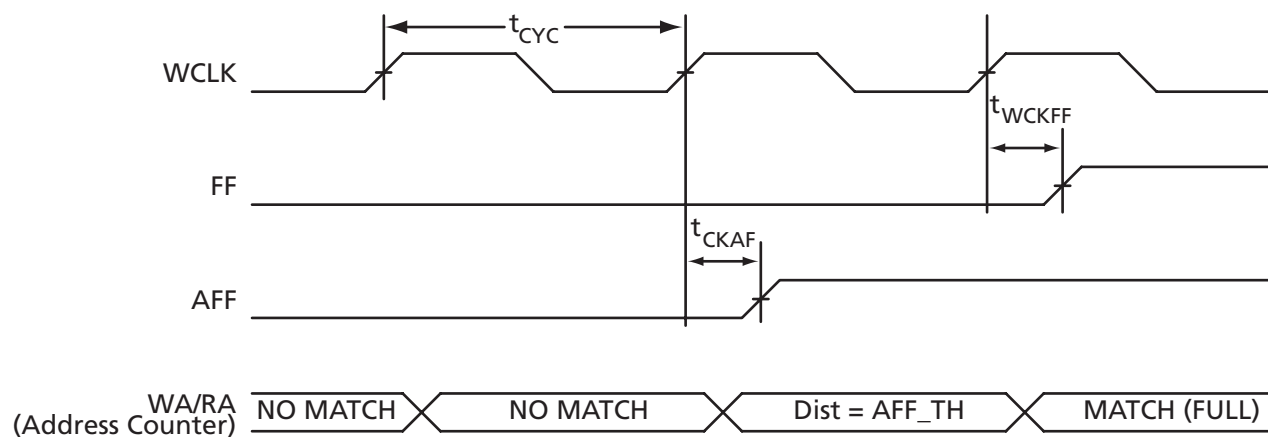 tCYC
WCLK
tWCKFF
FF
tCKAF
AFF
WA/RA
(Address Counter)
NO MATCH
NO MATCH
Dist = AFF_TH
MATCH (FULL)